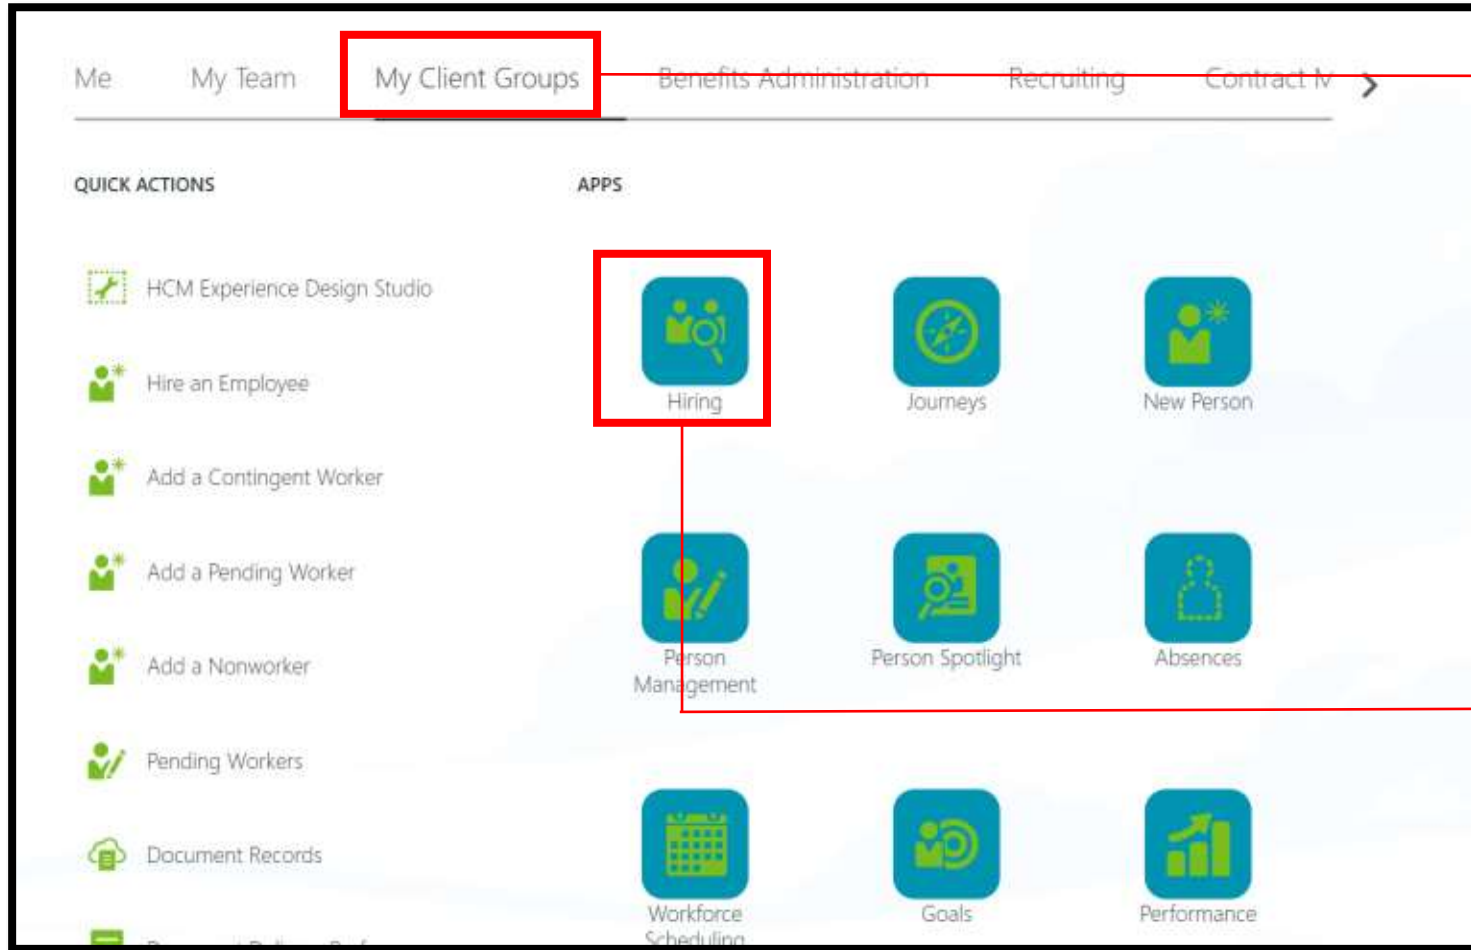 Me My Team My Client Groups Benefits Administration Recruiting Contract
QUICK ACTIONS
HCM Experience Design Studio
Hire an Employee
Add a Contingent Worker
Add a Pending Worker
Add a Nonworker
Pending Workers
Document Records
APPS
Hiring Journeys New Person
Person
Management
Person Spotlight Absences
Workforce
Scheduling
Goals Performance